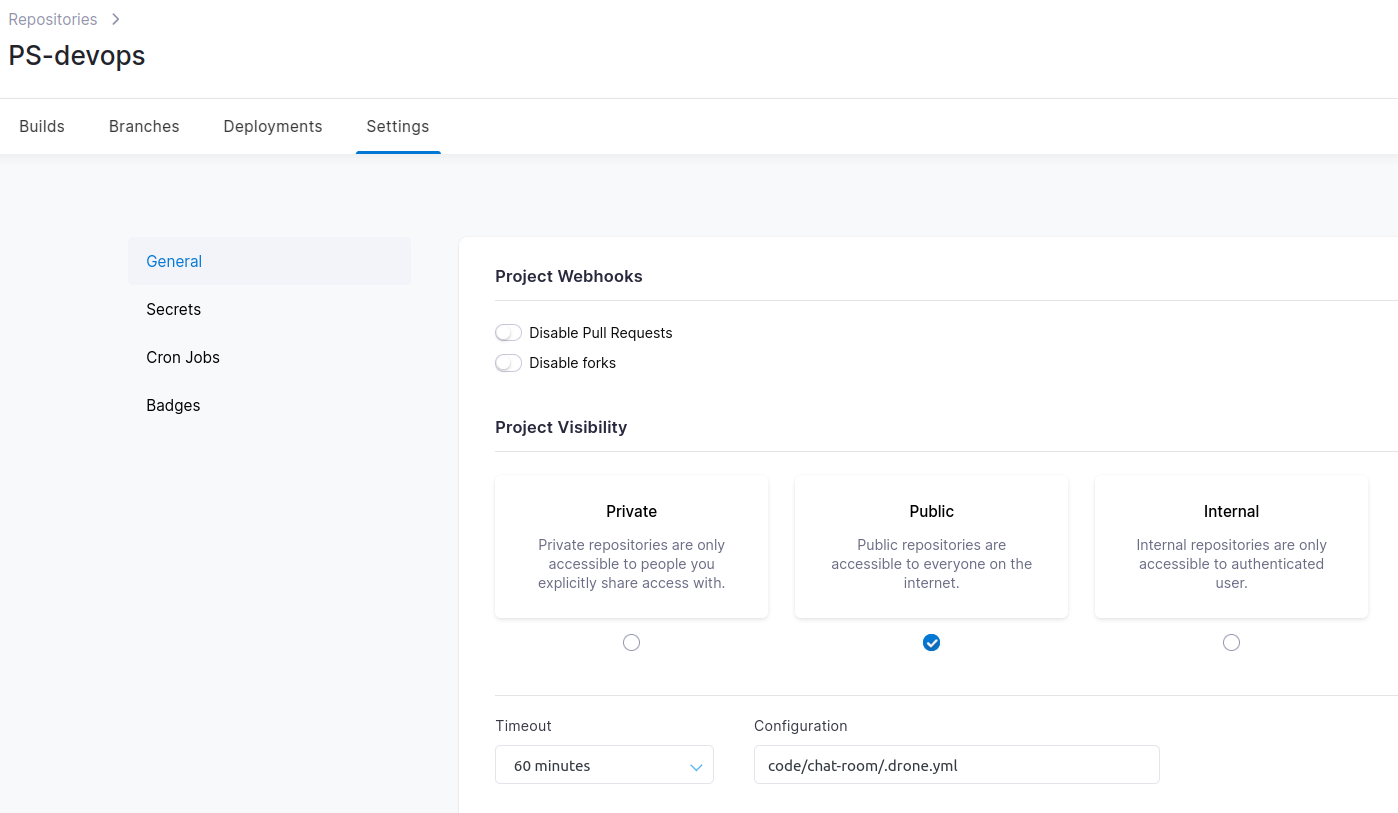 Repositories
PS-devops
Builds
Branches
Deployments
Settings
General
Secrets
Cron Jobs
Badges
Project Webhooks
Disable Pull Requests
Disable forks
Project Visibility
Private
Private repositories are only
accessible to people you
explicitly share access with.
Public
Public repositories are
accessible to everyone on the
internet.
Internal
Internal repositories are only
accessible to authenticated
user.
Timeout
60 minutes
Configuration
code/chat-room/.drone.yml